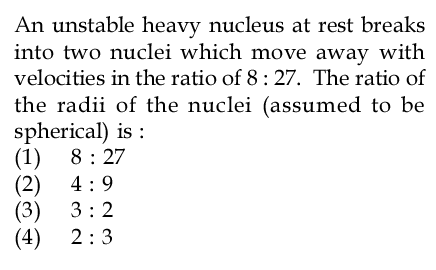 An unstable heavy nucleus at rest breaks
into two nuclei which move away with
velocities in the ratio of 8 : 27. The ratio of
the radii of the nuclei (assumed to be
spherical) is :
(1) 8 : 27
(2) 4 : 9
(3) 3 : 2
(4) 2 : 3